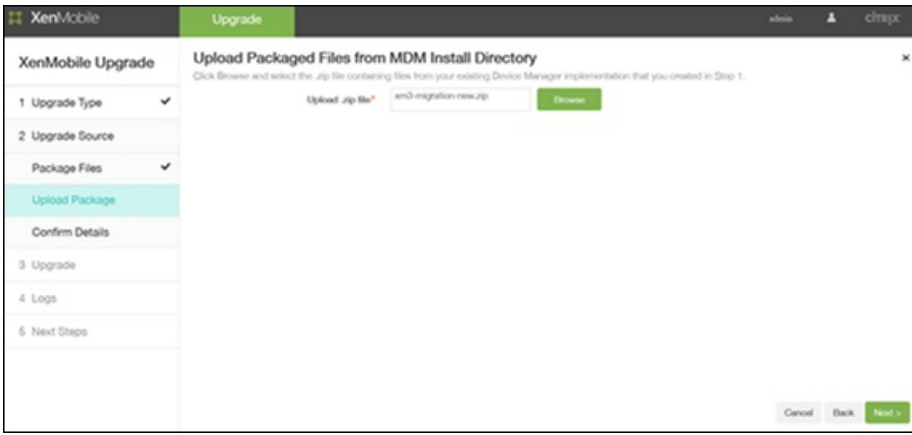 XenMobile
Upgrade
admin
citrix
XenMobile Upgrade
1 Upgrade Type
2 Upgrade Source
Package Files
Upload Package
Confirm Details
3 Upgrade
4 Logs
5 Next Steps
Upload Packaged Files from MDM Install Directory
Click Browse and select the .zip file containing files from your existing Device Manager implementation that you created in Step 1.
Upload .zip file*
xm3-migration-new.zip
Browse
Cancel
Back
Next >